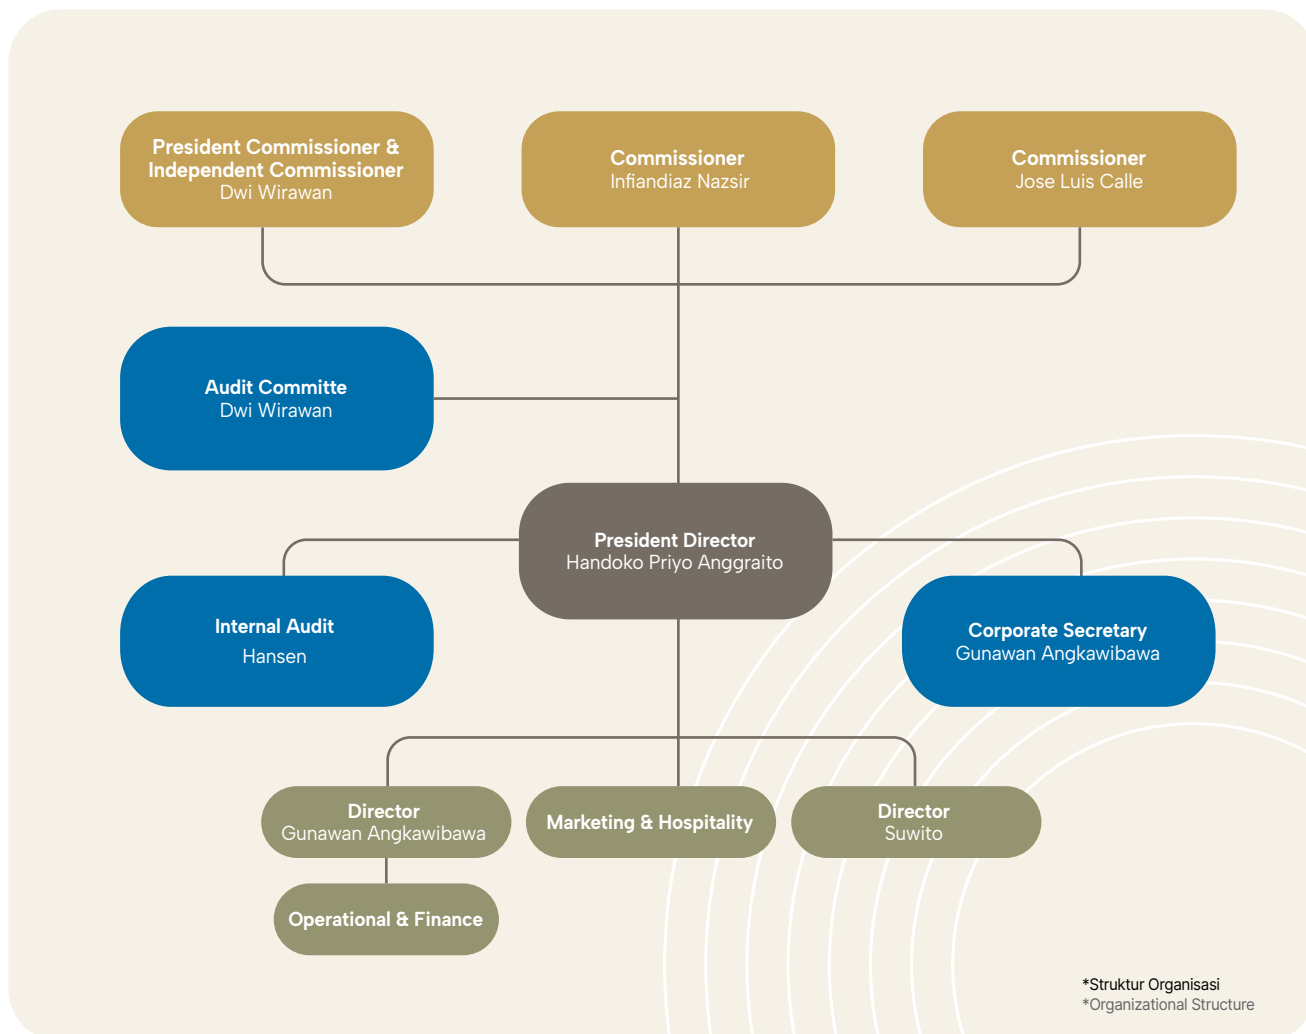 President Commissioner &
Independent Commissioner
Dwi Wirawan
Commissioner
Infiandiaz Nazsir
Commissioner
Jose Luis Calle
Audit Committe
Dwi Wirawan
President Director
Handoko Priyo Anggraito
Internal Audit
Hansen
Corporate Secretary
Gunawan Angkawibawa
Director
Gunawan Angkawibawa
Marketing & Hospitality
Director
Suwito
Operational & Finance
*Struktur Organisasi
*Organizational Structure